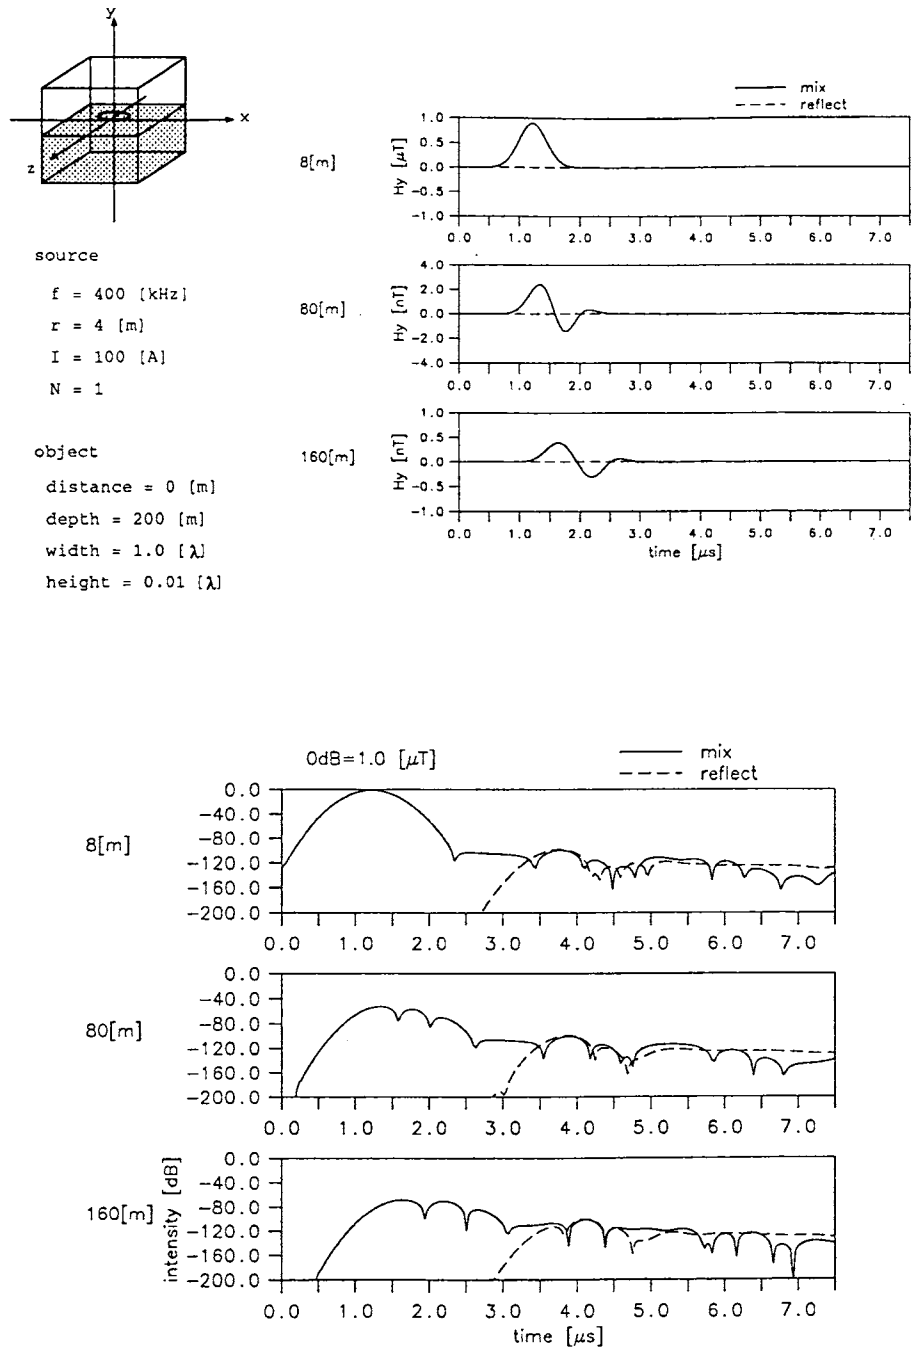 y
x
z
source
f = 400 [kHz]
r = 4 [m]
I = 100 [A]
N = 1
object
distance = 0 [m]
depth = 200 [m]
width = 1.0 [λ]
height = 0.01 [λ]
mix
reflect
8[m]
Hy [μT]
1.0
0.5
0.0
-0.5
-1.0
0.0 1.0 2.0 3.0 4.0 5.0 6.0 7.0
80[m]
Hy [nT]
4.0
2.0
0.0
-2.0
-4.0
0.0 1.0 2.0 3.0 4.0 5.0 6.0 7.0
160[m]
Hy [nT]
1.0
0.5
0.0
-0.5
-1.0
0.0 1.0 2.0 3.0 4.0 5.0 6.0 7.0
time [μs]
0dB=1.0 [μT]
mix
reflect
8[m]
0.0
-40.0
-80.0
-120.0
-160.0
-200.0
0.0 1.0 2.0 3.0 4.0 5.0 6.0 7.0
80[m]
0.0
-40.0
-80.0
-120.0
-160.0
-200.0
0.0 1.0 2.0 3.0 4.0 5.0 6.0 7.0
160[m]
intensity [dB]
0.0
-40.0
-80.0
-120.0
-160.0
-200.0
0.0 1.0 2.0 3.0 4.0 5.0 6.0 7.0
time [μs]